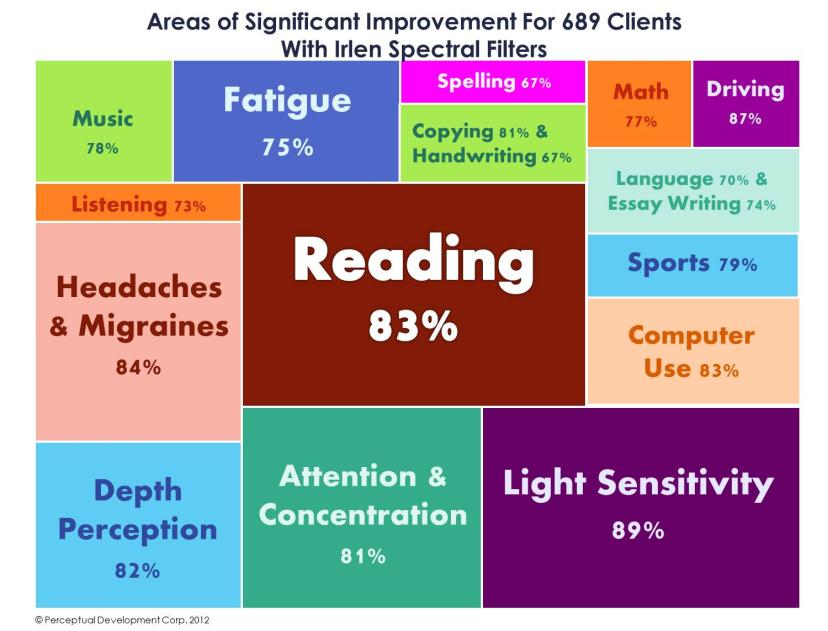 Areas of Significant Improvement For 689 Clients
With Irlen Spectral Filters
Music
78%
Fatigue
75%
Spelling 67%
Copying 81% &
Handwriting 67%
Math
77%
Driving
87%
Language 70% &
Essay Writing 74%
Listening 73%
Headaches
& Migraines
84%
Reading
83%
Sports 79%
Computer
Use 83%
Depth
Perception
82%
Attention &
Concentration
81%
Light Sensitivity
89%
© Perceptual Development Corp. 2012